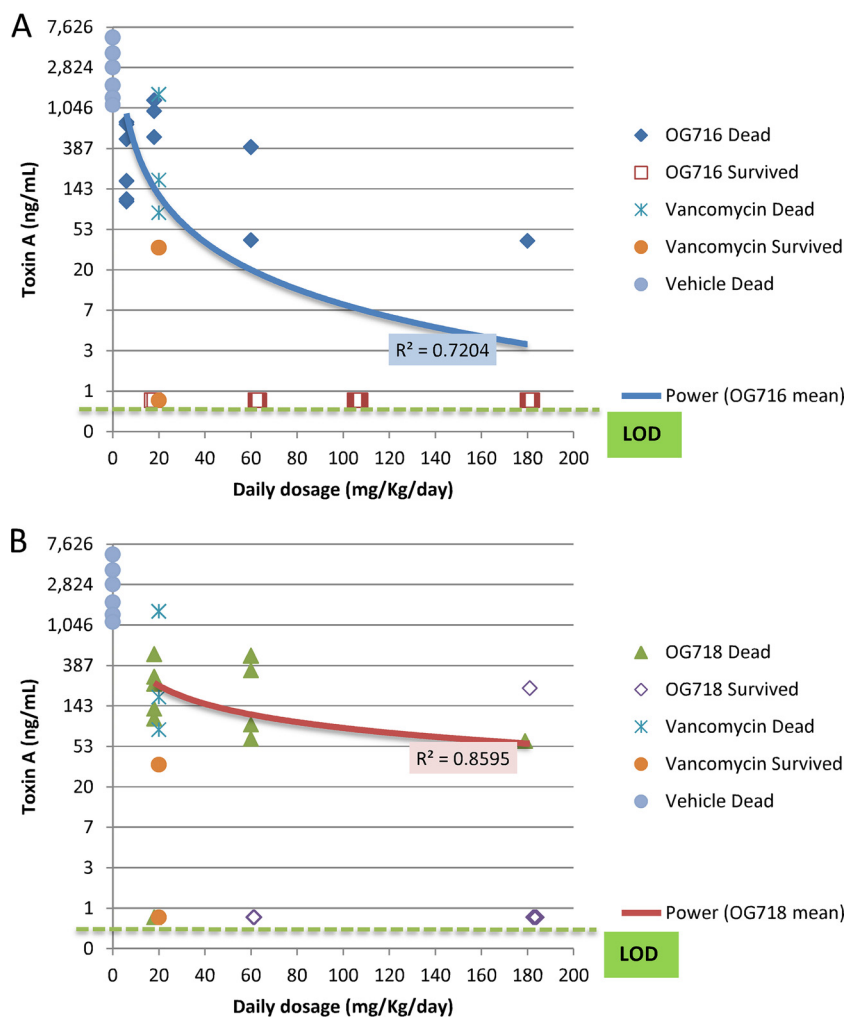 A
7,626
2,824
1,046
387
143
53
20
7
3
1
0
Toxin A (ng/mL)
R² = 0.7204
0 20 40 60 80 100 120 140 160 180 200
Daily dosage (mg/Kg/day)
OG716 Dead
OG716 Survived
Vancomycin Dead
Vancomycin Survived
Vehicle Dead
Power (OG716 mean)
LOD
B
7,626
2,824
1,046
387
143
53
20
7
3
1
0
Toxin A (ng/mL)
R² = 0.8595
0 20 40 60 80 100 120 140 160 180 200
Daily dosage (mg/Kg/day)
OG718 Dead
OG718 Survived
Vancomycin Dead
Vancomycin Survived
Vehicle Dead
Power (OG718 mean)
LOD